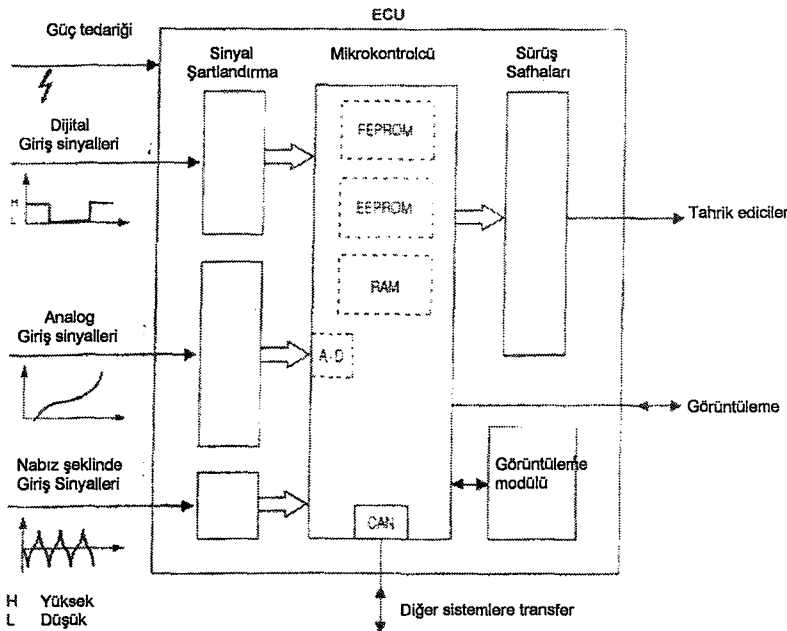 ECU
Güç tedariği
Sinyal
Şartlandırma
Mikrokontrolcü
Sürüş
Safhaları
Dijital
Giriş sinyalleri
H
L
FEPROM
EEPROM
RAM
Tahrik ediciler
Analog
Giriş sinyalleri
A-D
Görüntüleme
Nabız şeklinde
Giriş Sinyalleri
Görüntüleme
modülü
CAN
H Yüksek
L Düşük
Diğer sistemlere transfer